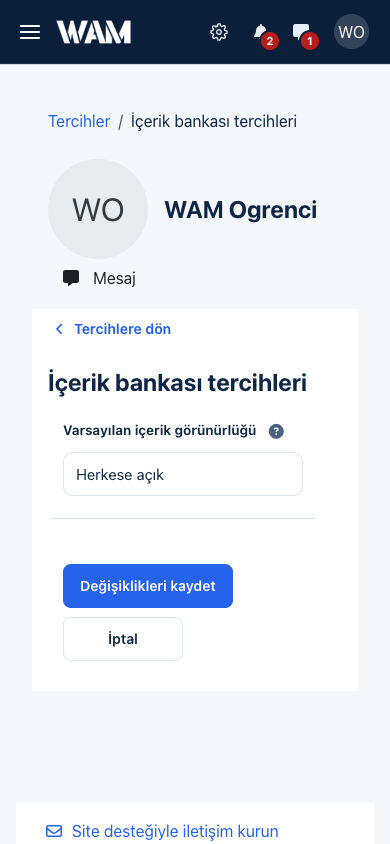 WAM
2
1
WO
Tercihler / İçerik bankası tercihleri
WO
WAM Ogrenci
Mesaj
Tercihlere dön
İçerik bankası tercihleri
Varsayılan içerik görünürlüğü ?
Herkese açık
Değişiklikleri kaydet
İptal
Site desteğiyle iletişim kurun